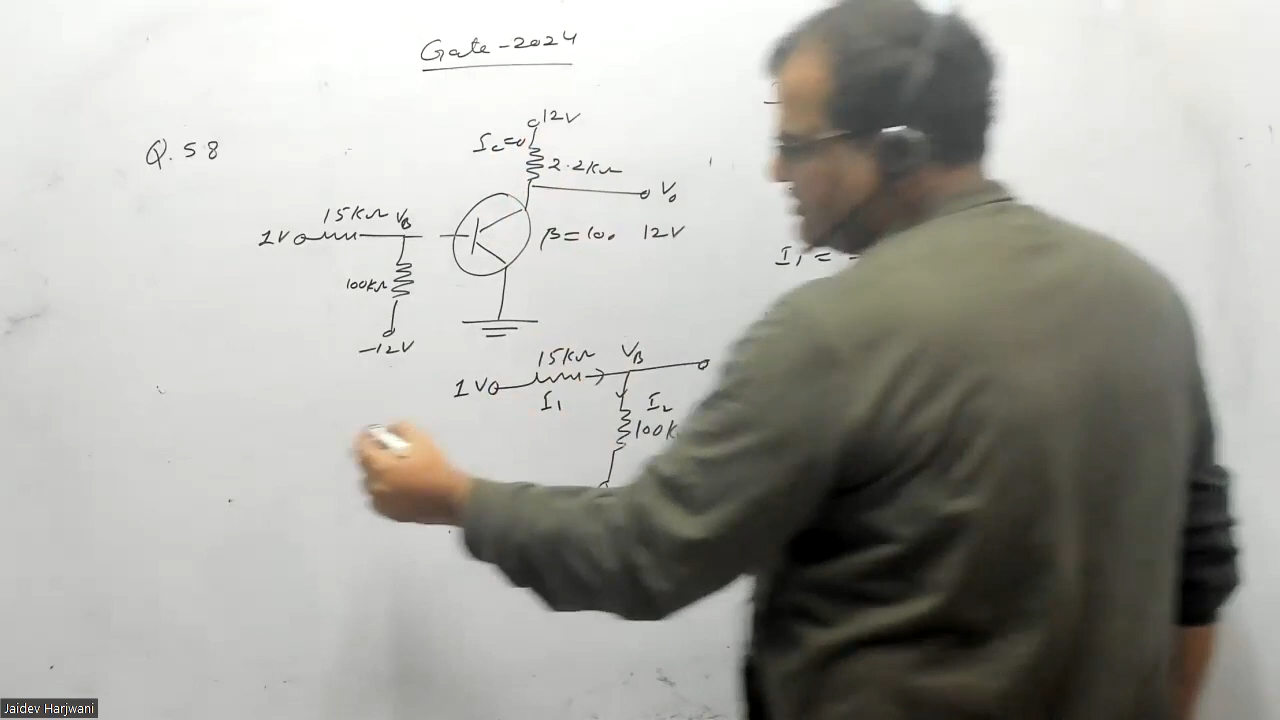 Gate-2024
Q.58
12V
Ic=0
2.2kΩ
Vo
15kΩ VB
1V
β=100 12V
100kΩ
-12V
I1 =
15kΩ VB
1V
I1 I2
100k
Jaidev Harjwani